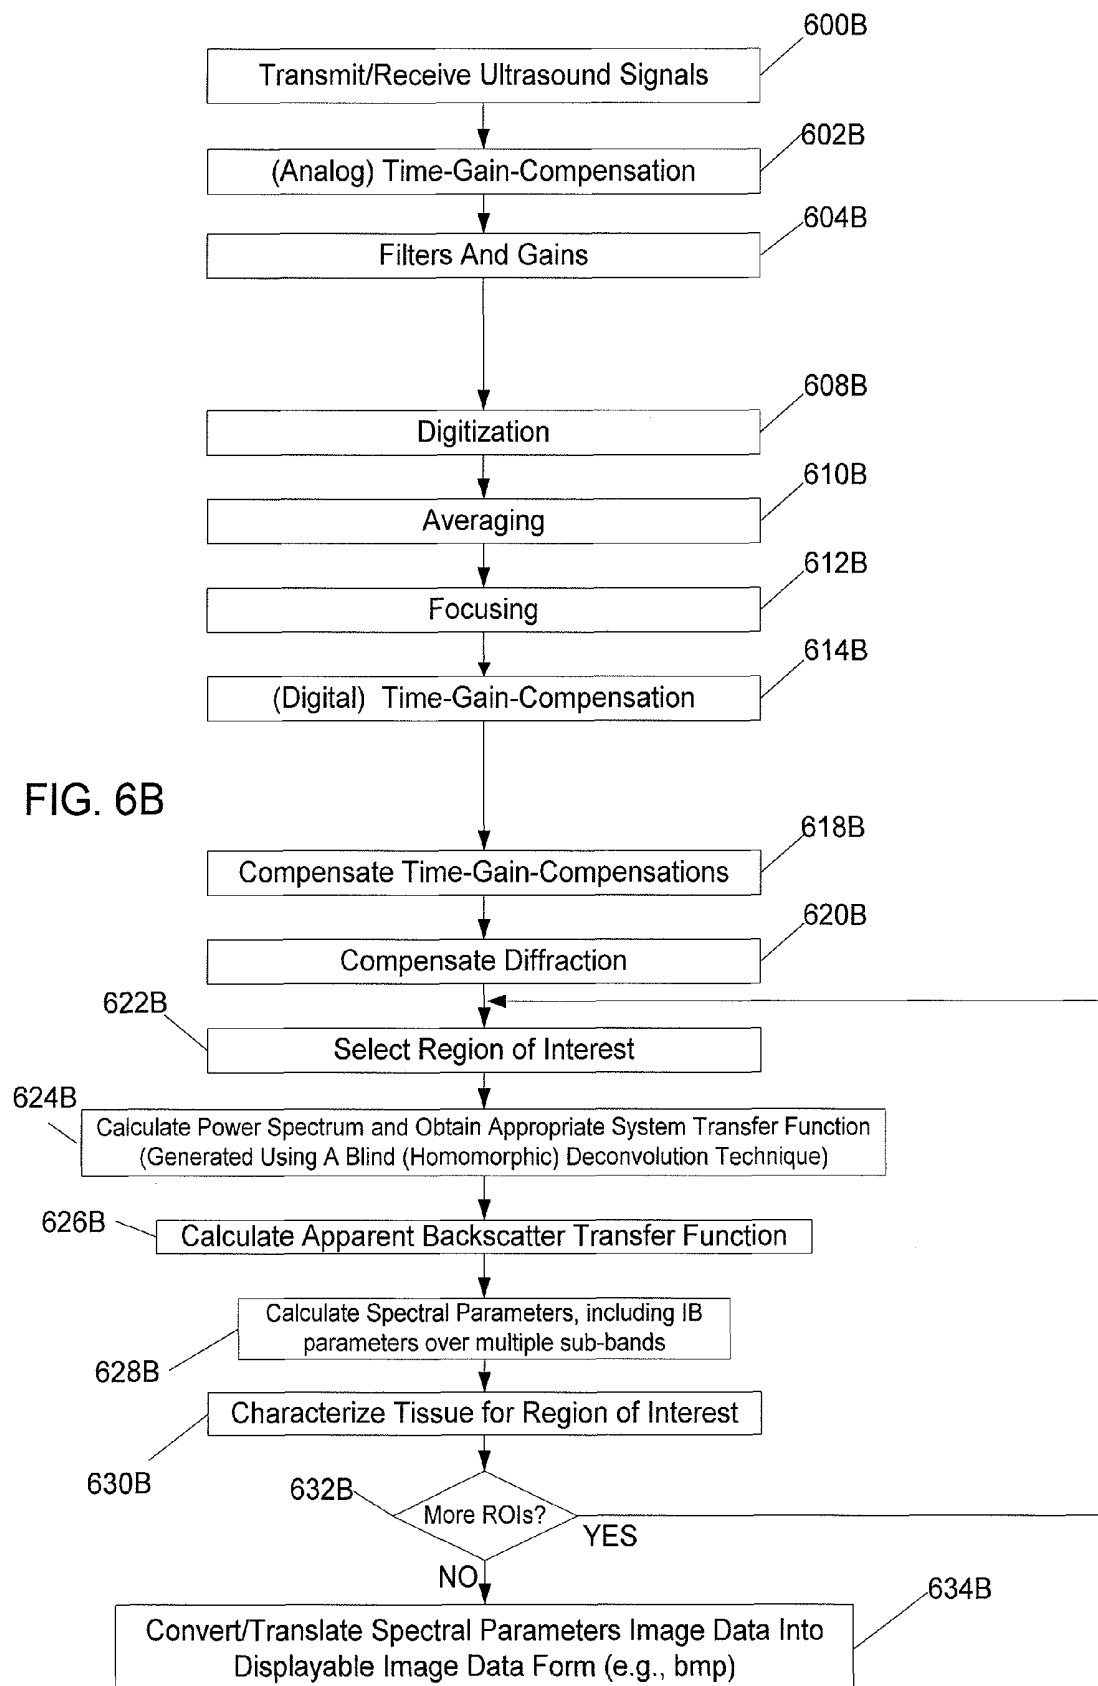 600B
Transmit/Receive Ultrasound Signals
602B
(Analog) Time-Gain-Compensation
604B
Filters And Gains
608B
Digitization
610B
Averaging
612B
Focusing
614B
(Digital) Time-Gain-Compensation
FIG. 6B
618B
Compensate Time-Gain-Compensations
620B
Compensate Diffraction
622B
Select Region of Interest
624B
Calculate Power Spectrum and Obtain Appropriate System Transfer Function
(Generated Using A Blind (Homomorphic) Deconvolution Technique)
626B
Calculate Apparent Backscatter Transfer Function
Calculate Spectral Parameters, including IB
parameters over multiple sub-bands
628B
Characterize Tissue for Region of Interest
630B
632B
More ROIs?
YES
NO
634B
Convert/Translate Spectral Parameters Image Data Into
Displayable Image Data Form (e.g., bmp)